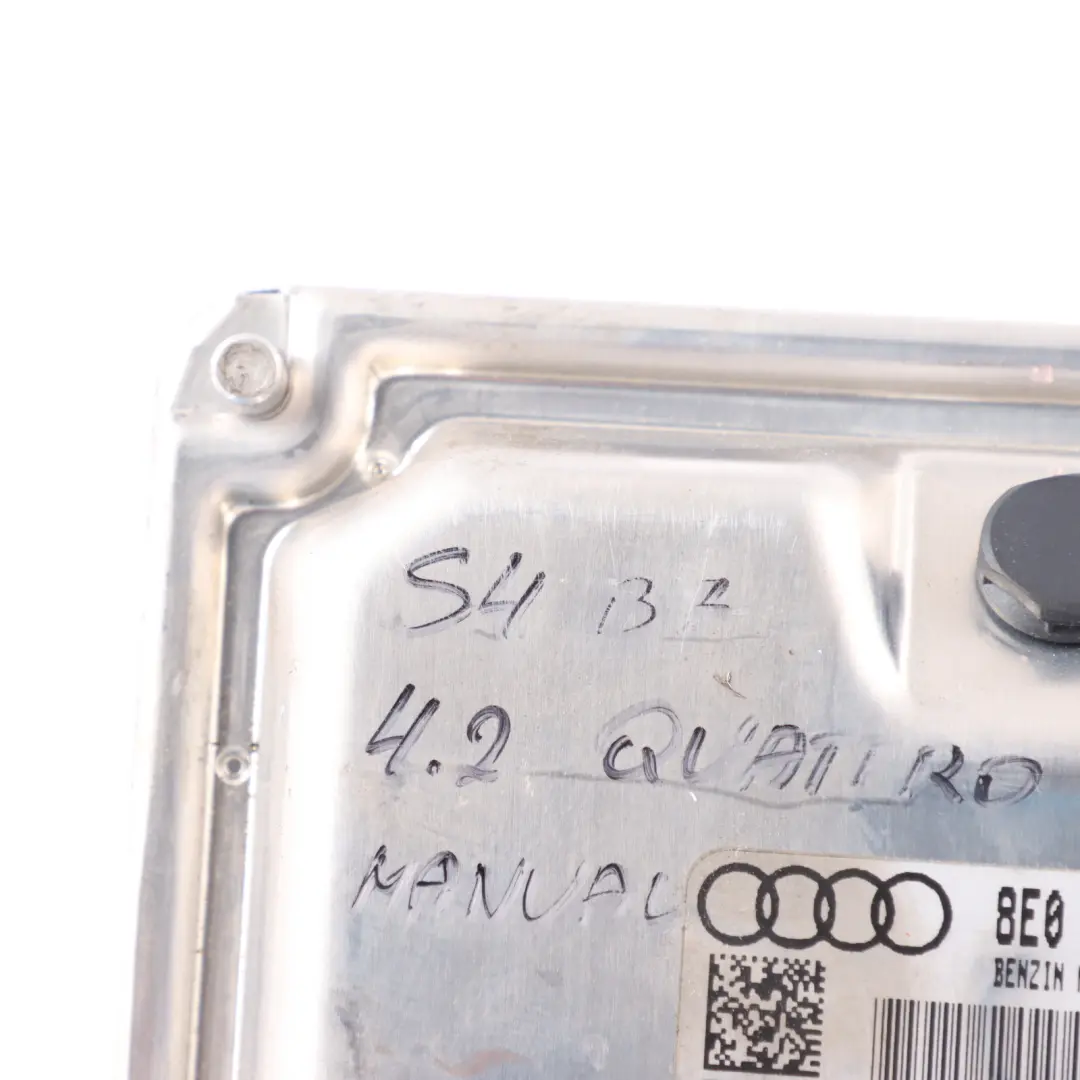 S4 B7
4.2 QUATTRO
MANUAL
8E0
BENZIN